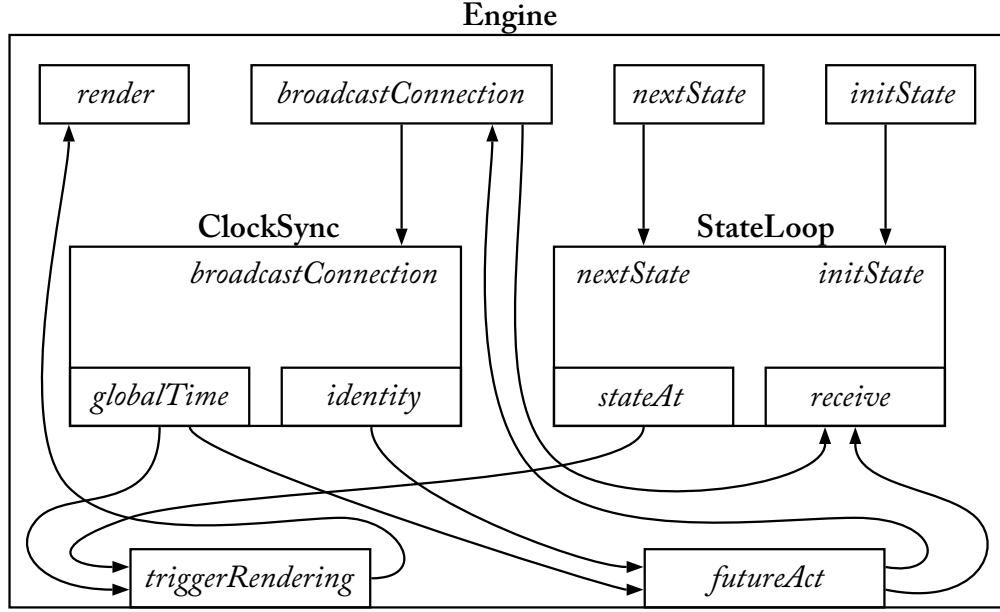 Engine
render
broadcastConnection
nextState
initState
ClockSync
StateLoop
broadcastConnection
nextState
initState
globalTime
identity
stateAt
receive
triggerRendering
futureAct